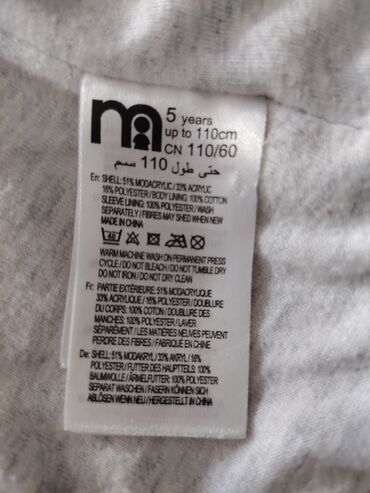 m
5 years
up to 110cm
CN 110/60
حتى طول 110 سم
En: SHELL: 51% MODACRYLIC / 33% ACRYLIC
16% POLYESTER / BODY LINING: 100% COTTON
SLEEVE LINING: 100% POLYESTER / WASH
SEPARATELY / FIBRES MAY SHED WHEN NEW
MADE IN CHINA
40
WARM MACHINE WASH ON PERMANENT PRESS
CYCLE / DO NOT BLEACH / DO NOT TUMBLE DRY
DO NOT IRON / DO NOT DRY CLEAN
Fr: PARTIE EXTÉRIEURE: 51% MODACRYLIQUE
33% ACRYLIQUE / 16% POLYESTER / DOUBLURE
DU CORPS: 100% COTON / DOUBLURE DES
MANCHES: 100% POLYESTER / LAVER
SÉPARÉMENT / LES MATIÈRES NEUVES PEUVENT
PERDRE DES FIBRES / FABRIQUÉ EN CHINE
De: SHELL: 51% MODAKRYL / 33% AKRYL / 16%
POLYESTER / FUTTER DES HAUPTTEILS: 100%
BAUMWOLLE / ÄRMELFUTTER: 100% POLYESTER
SEPARAT WASCHEN / FASERN KÖNNEN SICH
ABLÖSEN WENN NEU / HERGESTELLT IN CHINA